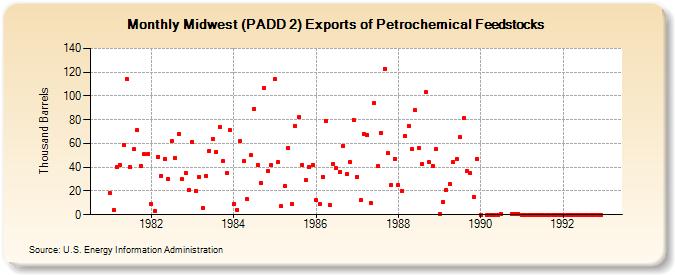 Monthly Midwest (PADD 2) Exports of Petrochemical Feedstocks
Thousand Barrels
140
120
100
80
60
40
20
0
1982 1984 1986 1988 1990 1992
Source: U.S. Energy Information Administration